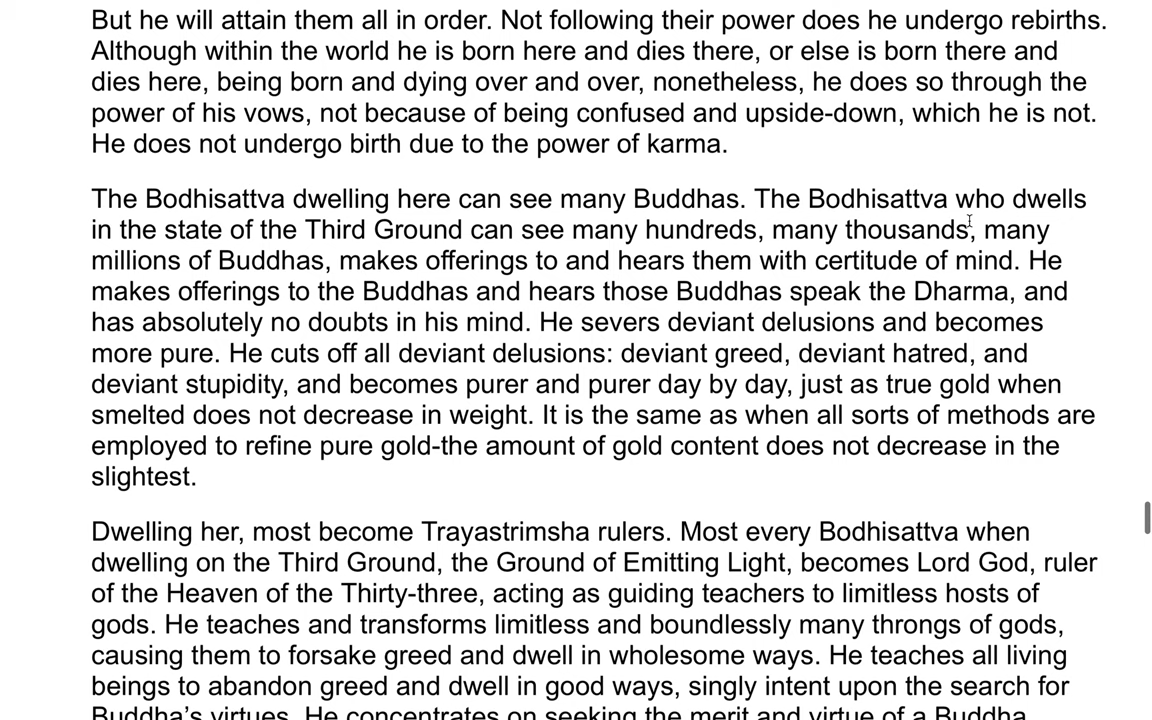 But he will attain them all in order. Not following their power does he undergo rebirths.
Although within the world he is born here and dies there, or else is born there and
dies here, being born and dying over and over, nonetheless, he does so through the
power of his vows, not because of being confused and upside-down, which he is not.
He does not undergo birth due to the power of karma.
The Bodhisattva dwelling here can see many Buddhas. The Bodhisattva who dwells
in the state of the Third Ground can see many hundreds, many thousands, many
millions of Buddhas, makes offerings to and hears them with certitude of mind. He
makes offerings to the Buddhas and hears those Buddhas speak the Dharma, and
has absolutely no doubts in his mind. He severs deviant delusions and becomes
more pure. He cuts off all deviant delusions: deviant greed, deviant hatred, and
deviant stupidity, and becomes purer and purer day by day, just as true gold when
smelted does not decrease in weight. It is the same as when all sorts of methods are
employed to refine pure gold-the amount of gold content does not decrease in the
slightest.
Dwelling her, most become Trayastrimsha rulers. Most every Bodhisattva when
dwelling on the Third Ground, the Ground of Emitting Light, becomes Lord God, ruler
of the Heaven of the Thirty-three, acting as guiding teachers to limitless hosts of
gods. He teaches and transforms limitless and boundlessly many throngs of gods,
causing them to forsake greed and dwell in wholesome ways. He teaches all living
beings to abandon greed and dwell in good ways, singly intent upon the search for
Buddha's virtues. He concentrates on seeking the merit and virtue of a Buddha